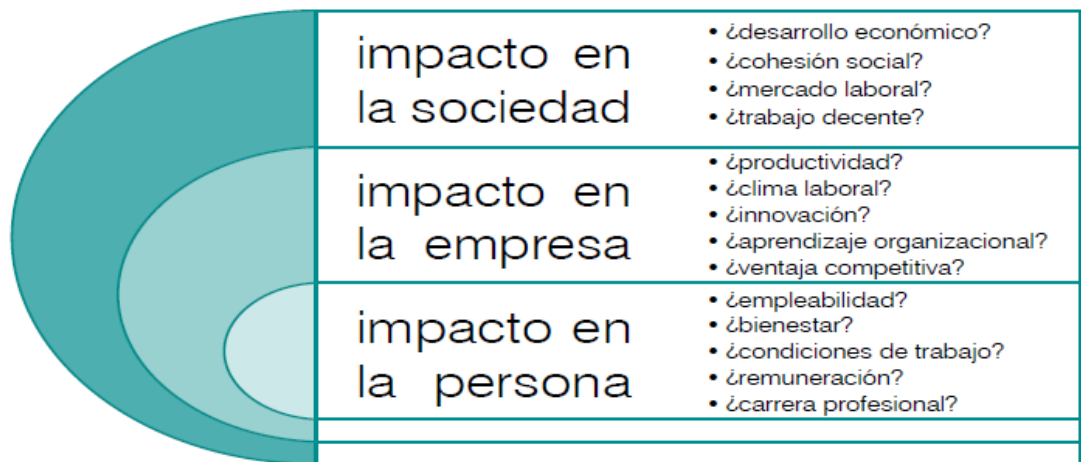 impacto en
la sociedad
• ¿desarrollo económico?
• ¿cohesión social?
• ¿mercado laboral?
• ¿trabajo decente?
impacto en
la empresa
• ¿productividad?
• ¿clima laboral?
• ¿innovación?
• ¿aprendizaje organizacional?
• ¿ventaja competitiva?
impacto en
la persona
• ¿empleabilidad?
• ¿bienestar?
• ¿condiciones de trabajo?
• ¿remuneración?
• ¿carrera profesional?